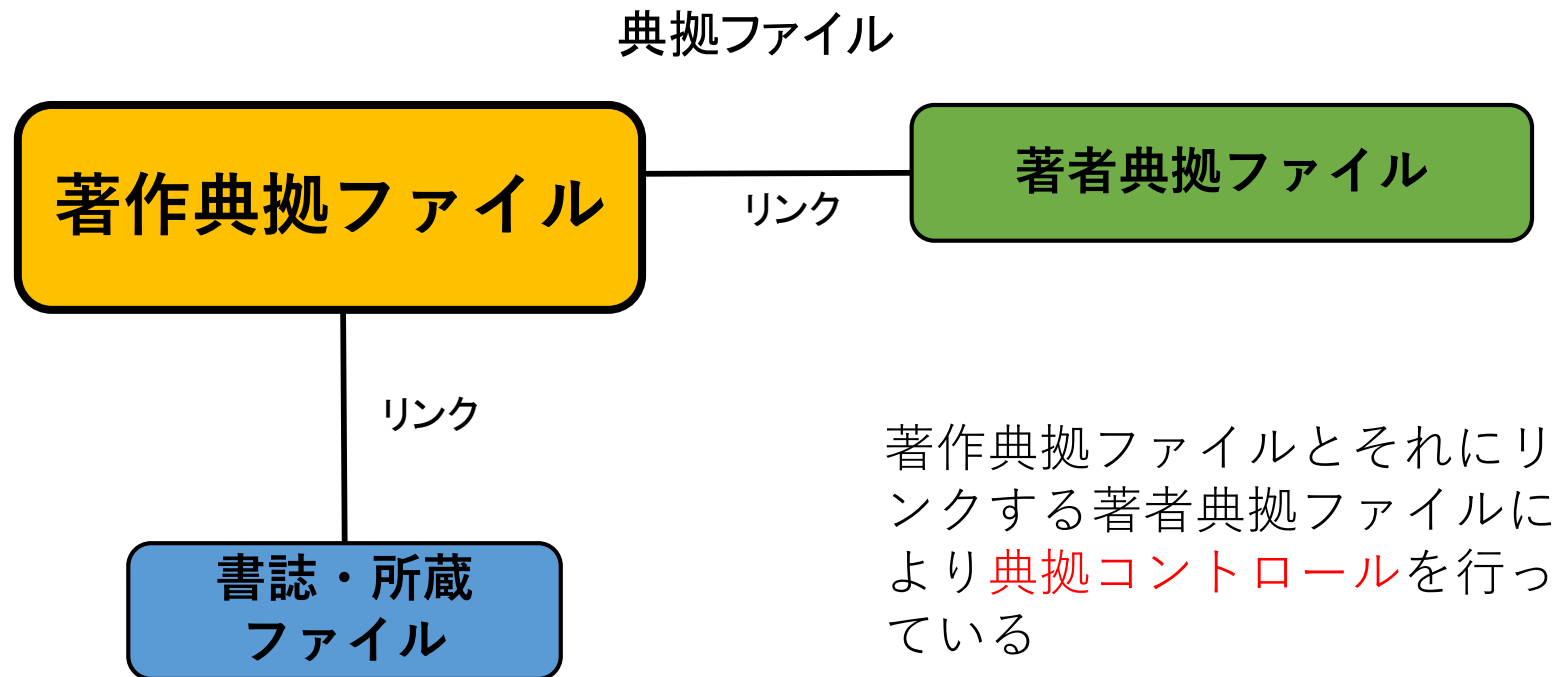 典拠ファイル
著作典拠ファイル
著者典拠ファイル
リンク
リンク
著作典拠ファイルとそれにリ
ンクする著者典拠ファイルに
より典拠コントロールを行っ
ている
書誌・所蔵
ファイル